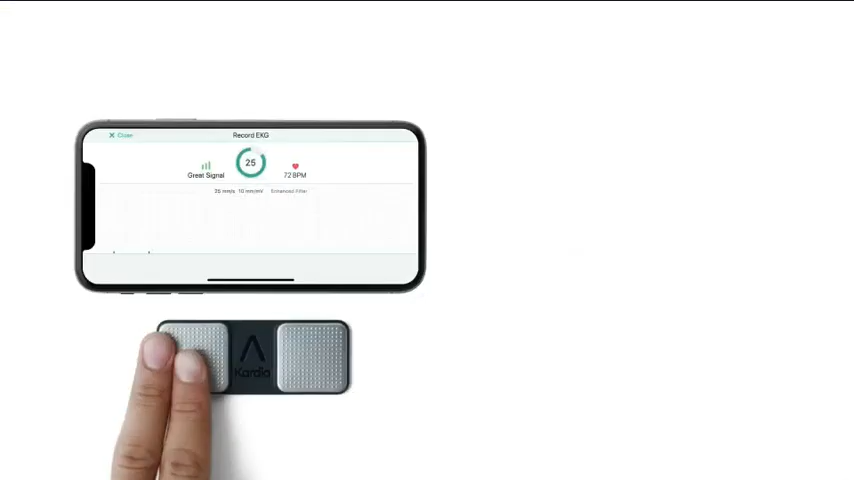 ✕ Close
Record EKG
25
Great Signal
72 BPM
25 mm/s 10 mm/mV Enhanced Filter
Kardia